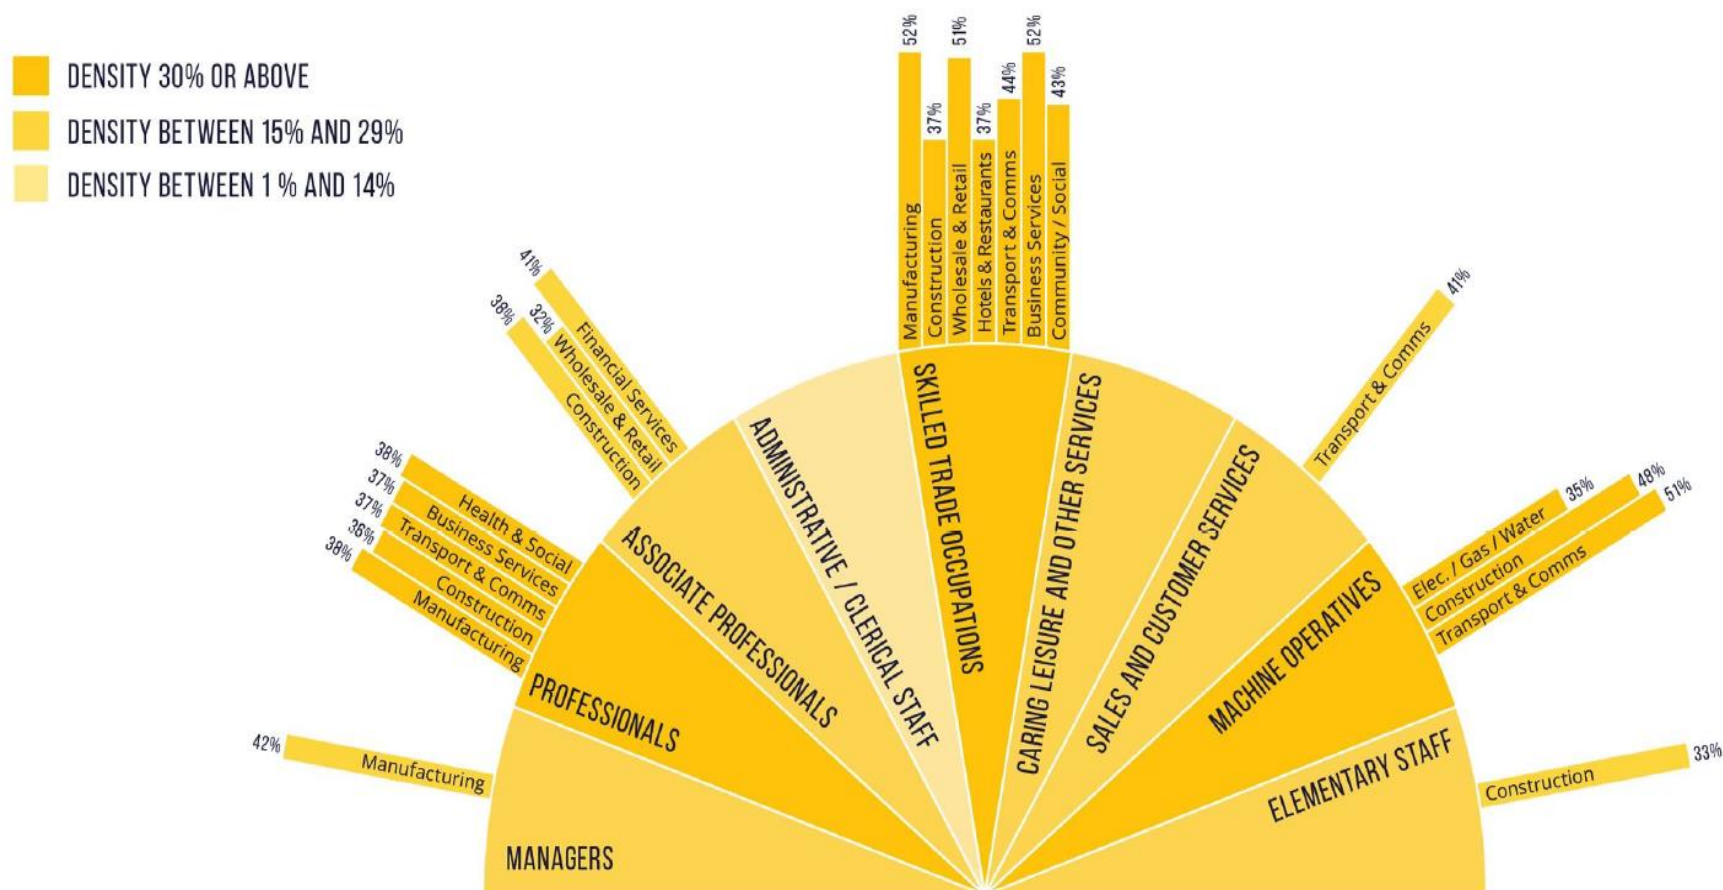 DENSITY 30% OR ABOVE
DENSITY BETWEEN 15% AND 29%
DENSITY BETWEEN 1 % AND 14%
42%
Manufacturing
MANAGERS
38%
Health & Social
37%
Business Services
37%
Transport & Comms
36%
Construction
38%
Manufacturing
PROFESSIONALS
41%
Financial Services
32%
Wholesale & Retail
38%
Construction
ASSOCIATE PROFESSIONALS
ADMINISTRATIVE / CLERICAL STAFF
52%
Manufacturing
37%
Construction
51%
Wholesale & Retail
37%
Hotels & Restaurants
44%
Transport & Comms
52%
Business Services
43%
Community / Social
SKILLED TRADE OCCUPATIONS
CARING LEISURE AND OTHER SERVICES
41%
Transport & Comms
SALES AND CUSTOMER SERVICES
35%
Elec. / Gas / Water
48%
Construction
51%
Transport & Comms
MACHINE OPERATIVES
33%
Construction
ELEMENTARY STAFF